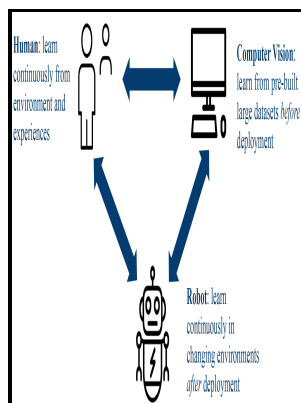 Human: learn
continuously from
environment and
experiences
Computer Vision:
learn from pre-built
large datasets before
deployment
Robot: learn
continuously in
changing environments
after deployment